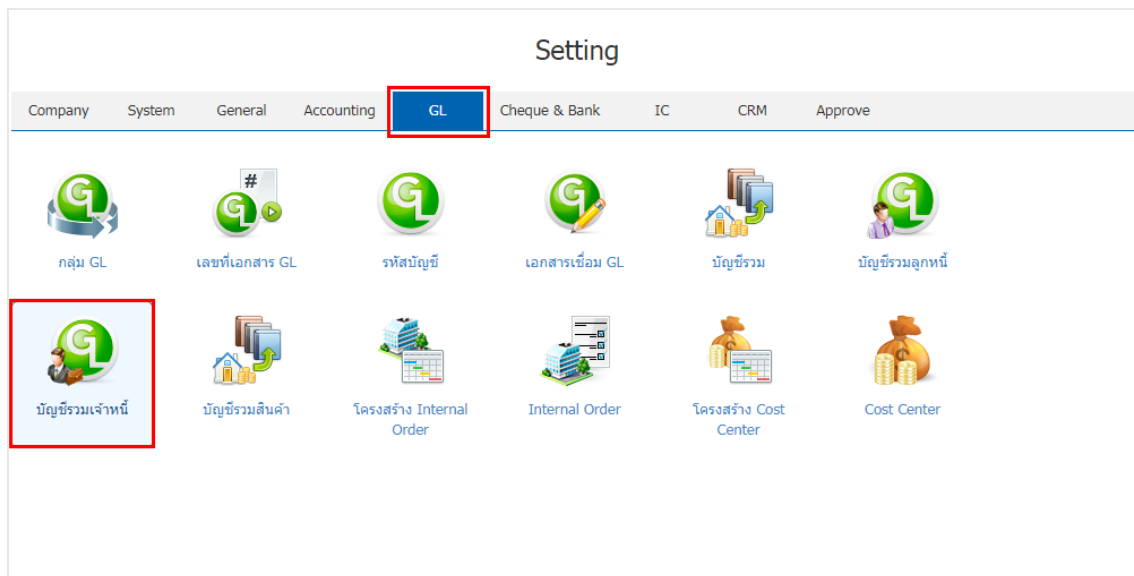 Setting
Company System General Accounting GL Cheque & Bank IC CRM Approve
กลุ่ม GL
เลขที่เอกสาร GL
รหัสบัญชี
เอกสารเชื่อม GL
บัญชีรวม
บัญชีรวมลูกหนี้
บัญชีรวมเจ้าหนี้
บัญชีรวมสินค้า
โครงสร้าง Internal
Order
Internal Order
โครงสร้าง Cost
Center
Cost Center